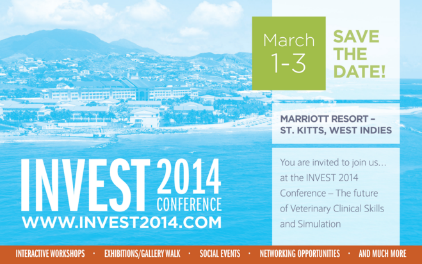 March
1-3
SAVE
THE
DATE!
MARRIOTT RESORT –
ST. KITTS, WEST INDIES
You are invited to join us...
at the INVEST 2014
Conference – The future
of Veterinary Clinical Skills
and Simulation
INVEST 2014
CONFERENCE
WWW.INVEST2014.COM
INTERACTIVE WORKSHOPS • EXHIBITIONS/GALLERY WALK • SOCIAL EVENTS • NETWORKING OPPORTUNITIES • AND MUCH MORE